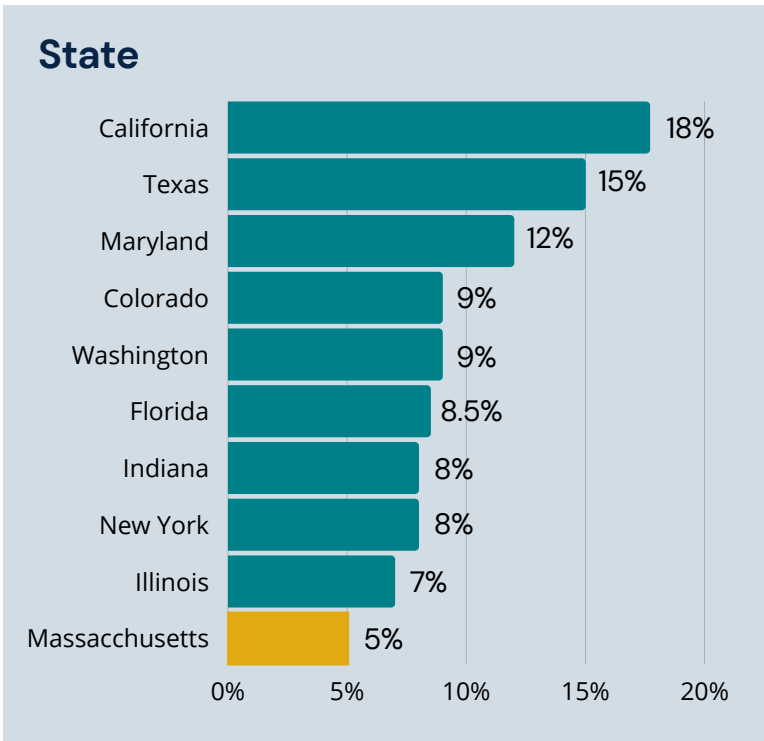 State
California 18%
Texas 15%
Maryland 12%
Colorado 9%
Washington 9%
Florida 8.5%
Indiana 8%
New York 8%
Illinois 7%
Massacchusetts 5%
0% 5% 10% 15% 20%